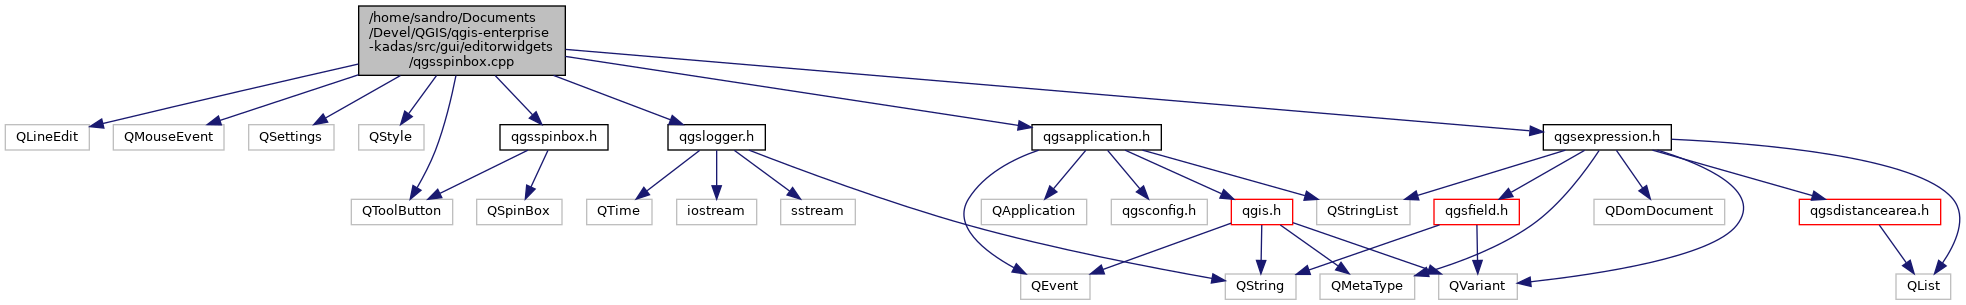 /home/sandro/Documents
/Devel/QGIS/qgis-enterprise
-kadas/src/gui/editorwidgets
/qgsspinbox.cpp
QLineEdit
QMouseEvent
QSettings
QStyle
qgsspinbox.h
qgslogger.h
qgsapplication.h
qgsexpression.h
QToolButton
QSpinBox
QTime
iostream
sstream
QApplication
qgsconfig.h
qgis.h
QStringList
qgsfield.h
QDomDocument
qgsdistancearea.h
QEvent
QString
QMetaType
QVariant
QList